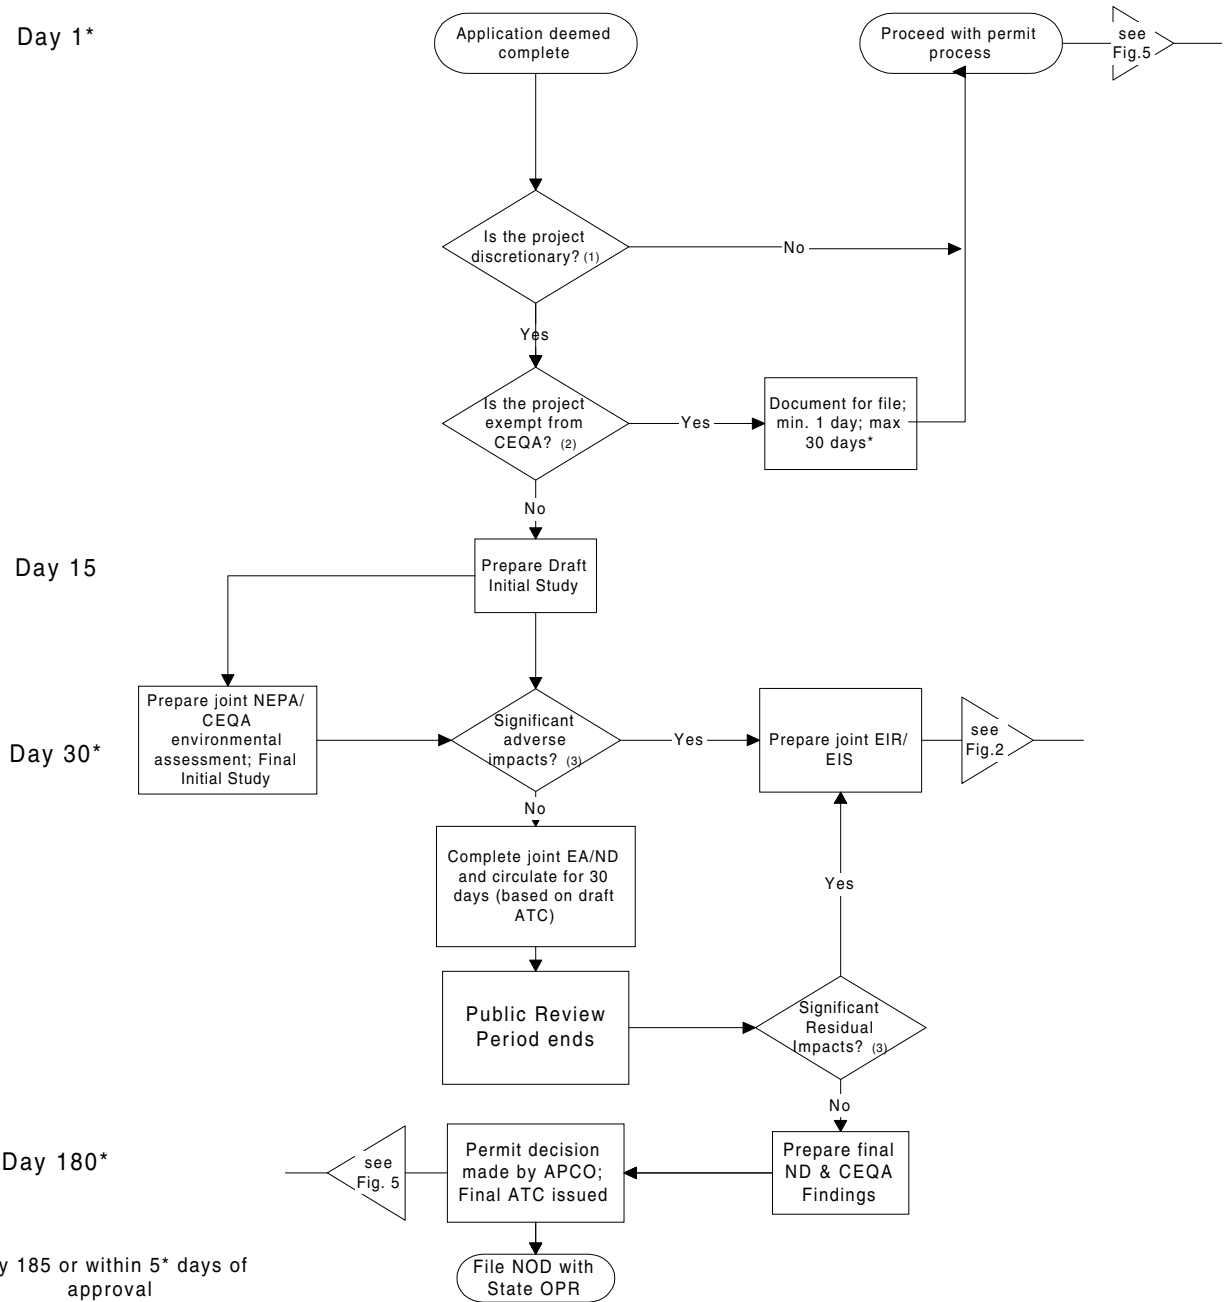 Day 1*
Application deemed
complete
Proceed with permit
process
see
Fig.5
Is the project
discretionary? (1)
No
Yes
Is the project
exempt from
CEQA? (2)
Yes
Document for file;
min. 1 day; max
30 days*
No
Day 15
Prepare Draft
Initial Study
Prepare joint NEPA/
CEQA
environmental
assessment; Final
Initial Study
Day 30*
Significant
adverse
impacts? (3)
Yes
Prepare joint EIR/
EIS
see
Fig.2
No
Complete joint EA/ND
and circulate for 30
days (based on draft
ATC)
Yes
Public Review
Period ends
Significant
Residual
Impacts? (3)
No
Day 180*
see
Fig. 5
Permit decision
made by APCO;
Final ATC issued
Prepare final
ND & CEQA
Findings
y 185 or within 5* days of
approval
File NOD with
State OPR